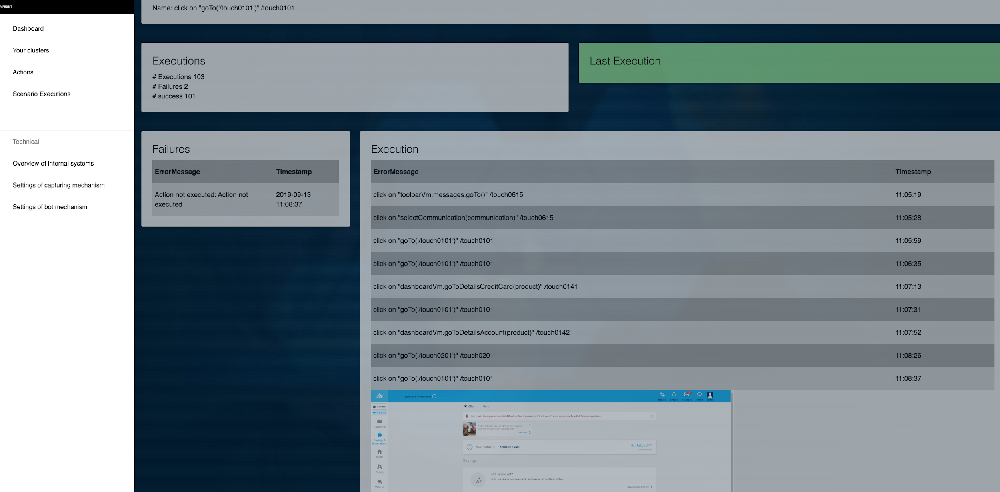 PROBIT
Dashboard
Your clusters
Actions
Scenario Executions
Technical
Overview of internal systems
Settings of capturing mechanism
Settings of bot mechanism
Name: click on "goTo('/touch0101')" /touch0101
Executions
# Executions 103
# Failures 2
# success 101
Last Execution
Failures
ErrorMessage Timestamp
Action not executed: Action not executed 2019-09-13 11:08:37
Execution
ErrorMessage Timestamp
click on "toolbarVm.messages.goTo()" /touch0615 11:05:19
click on "selectCommunication(communication)" /touch0615 11:05:28
click on "goTo('/touch0101')" /touch0101 11:05:59
click on "goTo('/touch0101')" /touch0101 11:06:35
click on "dashboardVm.goToDetailsCreditCard(product)" /touch0141 11:07:13
click on "goTo('/touch0101')" /touch0101 11:07:31
click on "dashboardVm.goToDetailsAccount(product)" /touch0142 11:07:52
click on "goTo('/touch0201')" /touch0201 11:08:26
click on "goTo('/touch0101')" /touch0101 11:08:37
KBC
Savings & Investments
transfer actions messages contact profile
Business
Personal
Payments
Savings & Investments
Home
Family
Vehicle
Offer More
Sorry, we're having some technical difficulties. Give it another go. If it still doesn't work, contact our helpdesk for more assistance.
A little extra for your child? Investments can
outperform savings in the long term.
Learn more
Select portfolio ABHURNI ANNIK 19 095,58 EUR
Savings
Not saving yet?
Build up a reserve to cover expected and unexpected short-term outlays.
New savings account